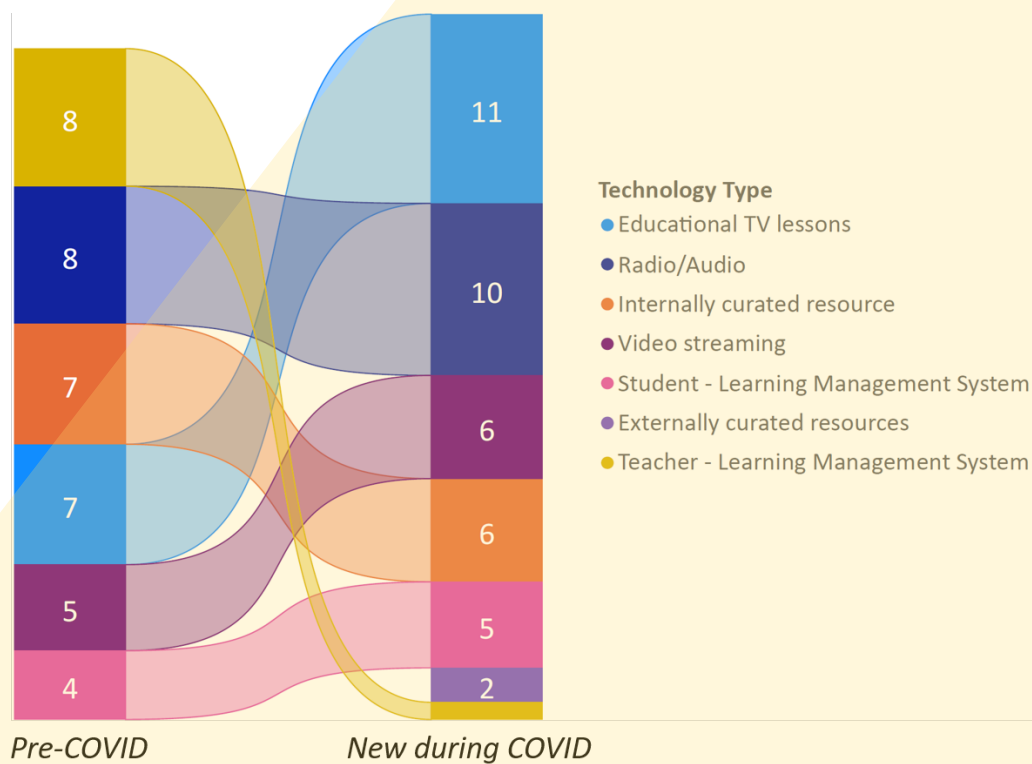 8
8
7
7
5
4
11
10
6
6
5
2
Technology Type
Educational TV lessons
Radio/Audio
Internally curated resource
Video streaming
Student - Learning Management System
Externally curated resources
Teacher - Learning Management System
Pre-COVID
New during COVID